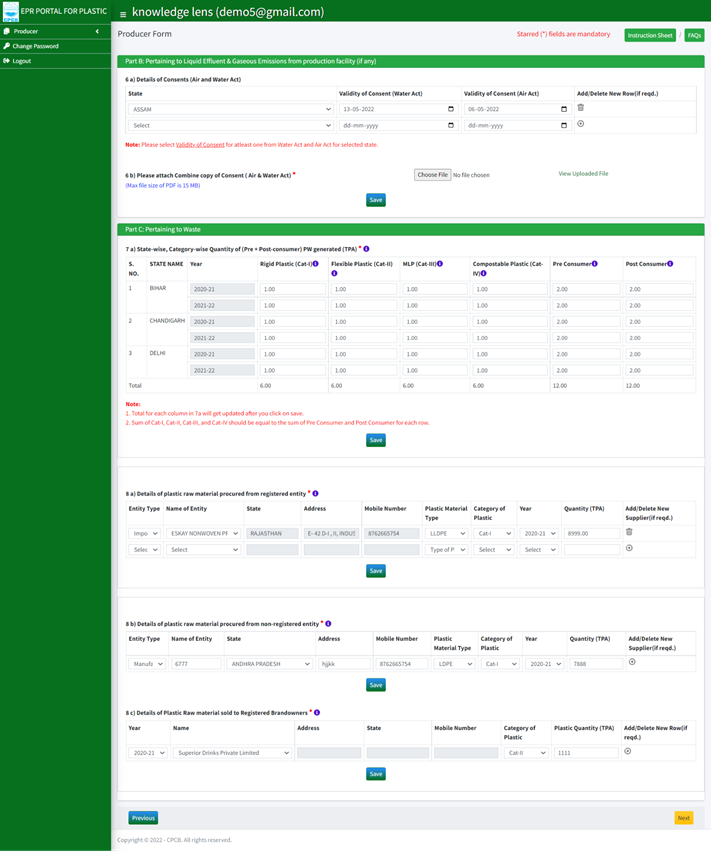 CPCB EPR PORTAL FOR PLASTIC
knowledge lens (demo5@gmail.com)
Producer
Change Password
Logout
Producer Form
Starred (*) fields are mandatory
Instruction Sheet / FAQs
Part B: Pertaining to Liquid Effluent & Gaseous Emissions from production facility (if any)
6 a) Details of Consents (Air and Water Act)
State Validity of Consent (Water Act) Validity of Consent (Air Act) Add/Delete New Row(if reqd.)
ASSAM 13-05-2022 06-05-2022
Select dd-mm-yyyy dd-mm-yyyy
Note: Please select Validity of Consent for atleast one from Water Act and Air Act for selected state.
6 b) Please attach Combine copy of Consent ( Air & Water Act) *
(Max file size of PDF is 15 MB)
Choose File No file chosen
View Uploaded File
Save
Part C: Pertaining to Waste
7 a) State-wise, Category-wise Quantity of (Pre + Post-consumer) PW generated (TPA) *
S. NO. STATE NAME Year Rigid Plastic (Cat-I) Flexible Plastic (Cat-II) MLP (Cat-III) Compostable Plastic (Cat-IV) Pre Consumer Post Consumer
1 BIHAR 2020-21 1.00 1.00 1.00 1.00 2.00 2.00
2021-22 1.00 1.00 1.00 1.00 2.00 2.00
2 CHANDIGARH 2020-21 1.00 1.00 1.00 1.00 2.00 2.00
2021-22 1.00 1.00 1.00 1.00 2.00 2.00
3 DELHI 2020-21 1.00 1.00 1.00 1.00 2.00 2.00
2021-22 1.00 1.00 1.00 1.00 2.00 2.00
Total 6.00 6.00 6.00 6.00 12.00 12.00
Note:
1. Total for each column in 7a will get updated after you click on save.
2. Sum of Cat-I, Cat-II, Cat-III, and Cat-IV should be equal to the sum of Pre Consumer and Post Consumer for each row.
Save
8 a) Details of plastic raw material procured from registered entity *
Entity Type Name of Entity State Address Mobile Number Plastic Material Type Category of Plastic Year Quantity (TPA) Add/Delete New Supplier(if reqd.)
Impo ESKAY NONWOVEN PF RAJASTHAN E- 42 D-I , II, INDUS 8762665754 LLDPE Cat-I 2020-21 8999.00
Selec Select Type of P Select Select
Save
8 b) Details of plastic raw material procured from non-registered entity *
Entity Type Name of Entity State Address Mobile Number Plastic Material Type Category of Plastic Year Quantity (TPA) Add/Delete New Supplier(if reqd.)
Manufa 6777 ANDHRA PRADESH hjjkk 8762665754 LDPE Cat-I 2020-21 7888
Save
8 c) Details of Plastic Raw material sold to Registered Brandowners *
Year Name Address State Mobile Number Category of Plastic Plastic Quantity (TPA) Add/Delete New Row(if reqd.)
2020-21 Superior Drinks Private Limited Cat-II 1111
Save
Previous
Next
Copyright © 2022 - CPCB. All rights reserved.